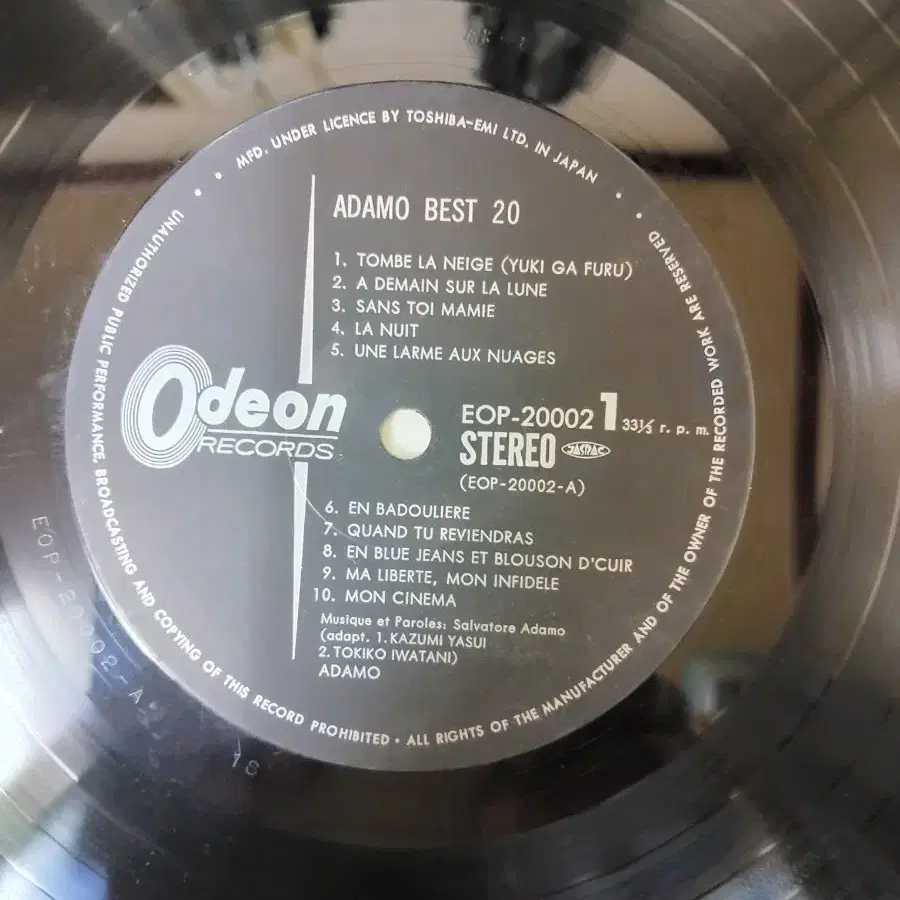 MFD. UNDER LICENCE BY TOSHIBA-EMI LTD. IN JAPAN
ADAMO BEST 20
1. TOMBE LA NEIGE (YUKI GA FURU)
2. A DEMAIN SUR LA LUNE
3. SANS TOI MAMIE
4. LA NUIT
5. UNE LARME AUX NUAGES
Odeon
RECORDS
EOP-20002 1 33⅓ r. p. m.
STEREO JASRAC
(EOP-20002-A)
6. EN BADOULIERE
7. QUAND TU REVIENDRAS
8. EN BLUE JEANS ET BLOUSON D'CUIR
9. MA LIBERTE, MON INFIDELE
10. MON CINEMA
Musique et Paroles: Salvatore Adamo
(adapt. 1. KAZUMI YASUI
2. TOKIKO IWATANI)
ADAMO
UNAUTHORIZED PUBLIC PERFORMANCE, BROADCASTING AND COPYING OF THIS RECORD PROHIBITED • ALL RIGHTS OF THE MANUFACTURER AND OF THE OWNER OF THE RECORDED WORK ARE RESERVED
EOP-20002-A